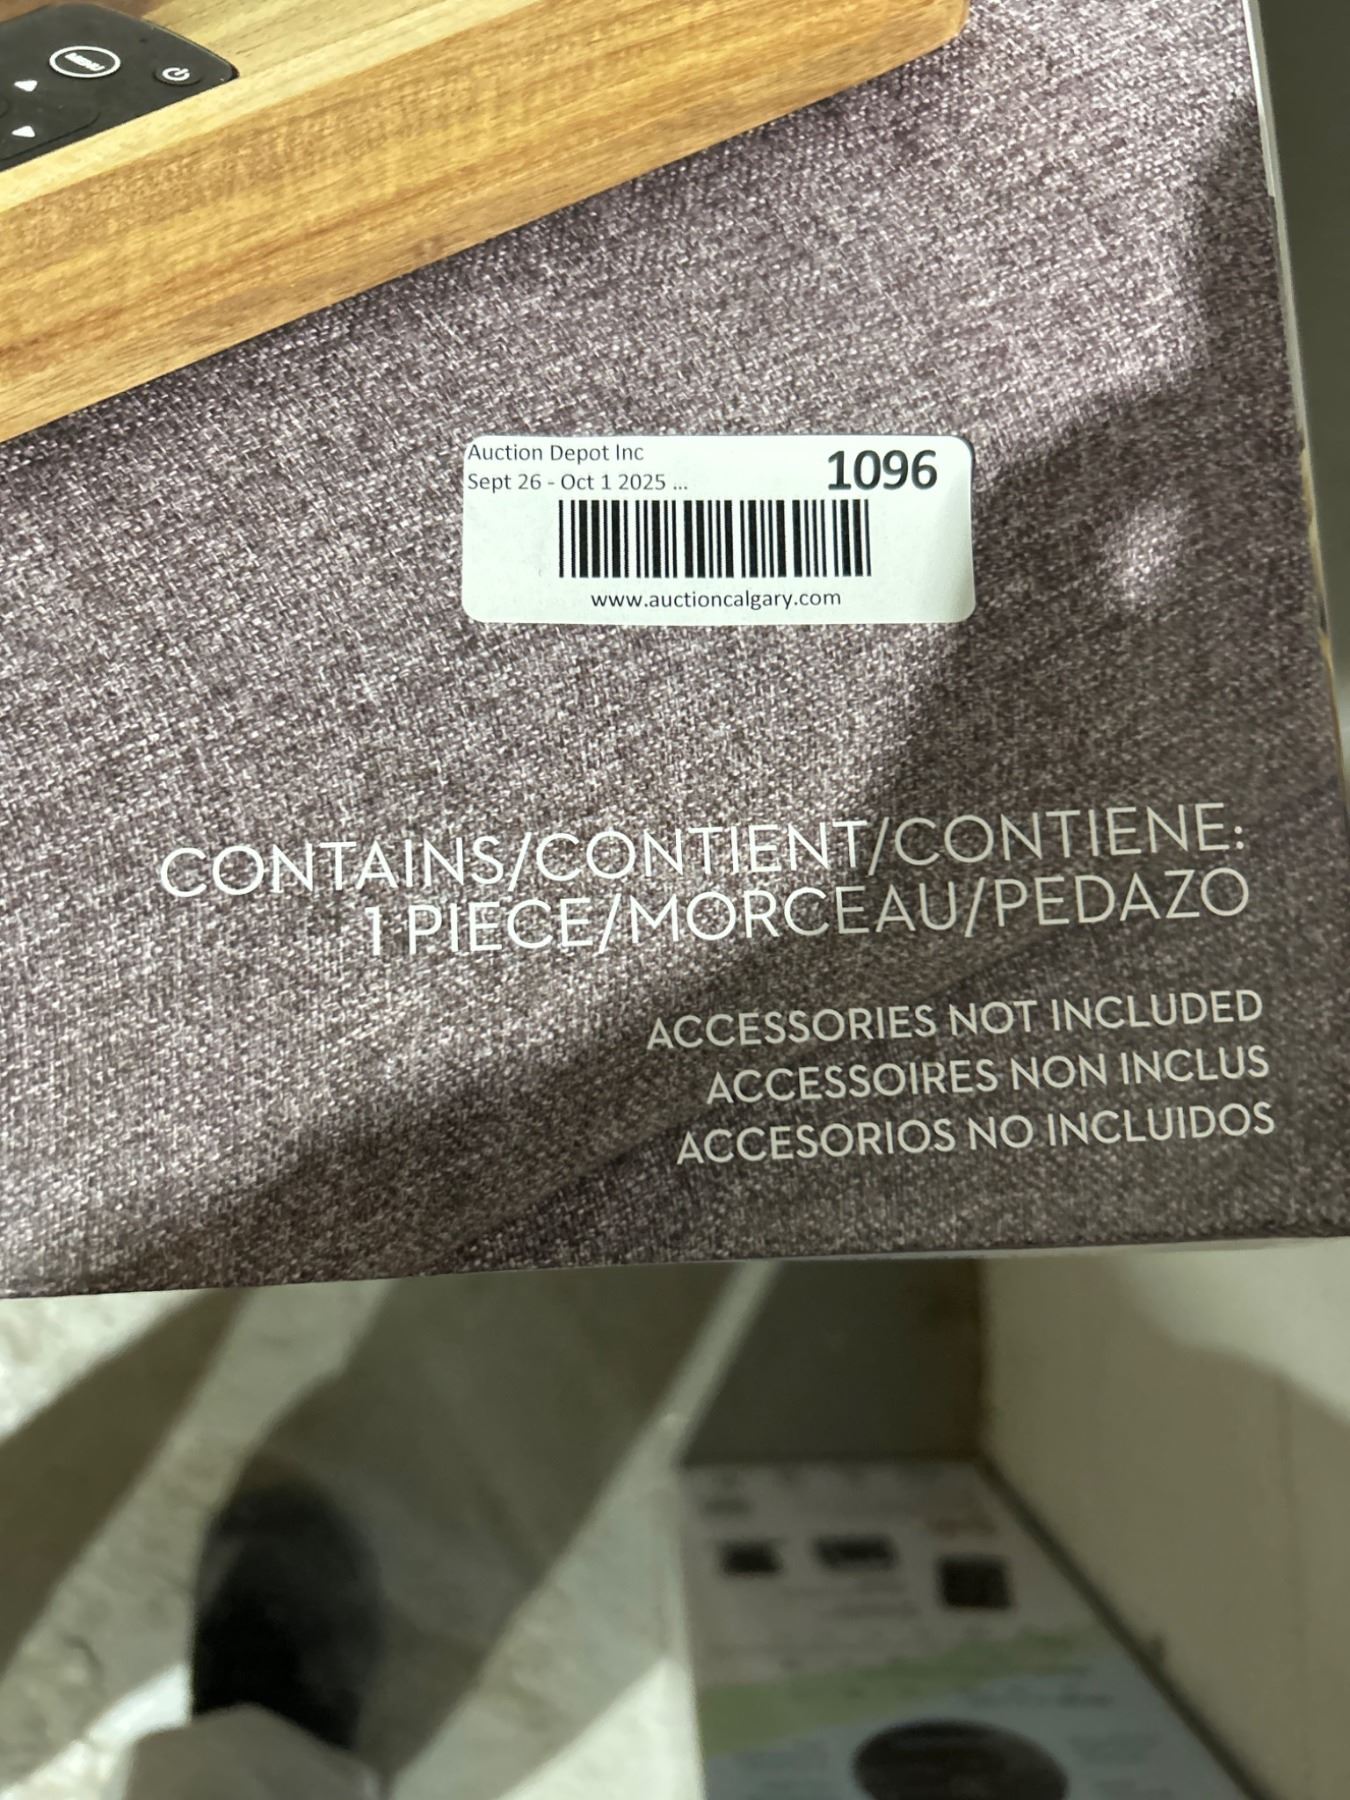 Auction Depot Inc
Sept 26 - Oct 1 2025 ...
1096
www.auctioncalgary.com
CONTAINS/CONTIENT/CONTIENE:
1 PIECE/MORCEAU/PEDAZO
ACCESSORIES NOT INCLUDED
ACCESSOIRES NON INCLUS
ACCESORIOS NO INCLUIDOS